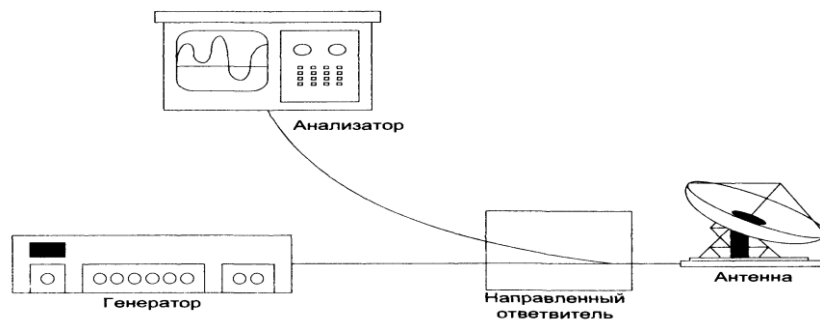 Анализатор
Генератор
Направленный
ответвитель
Антенна